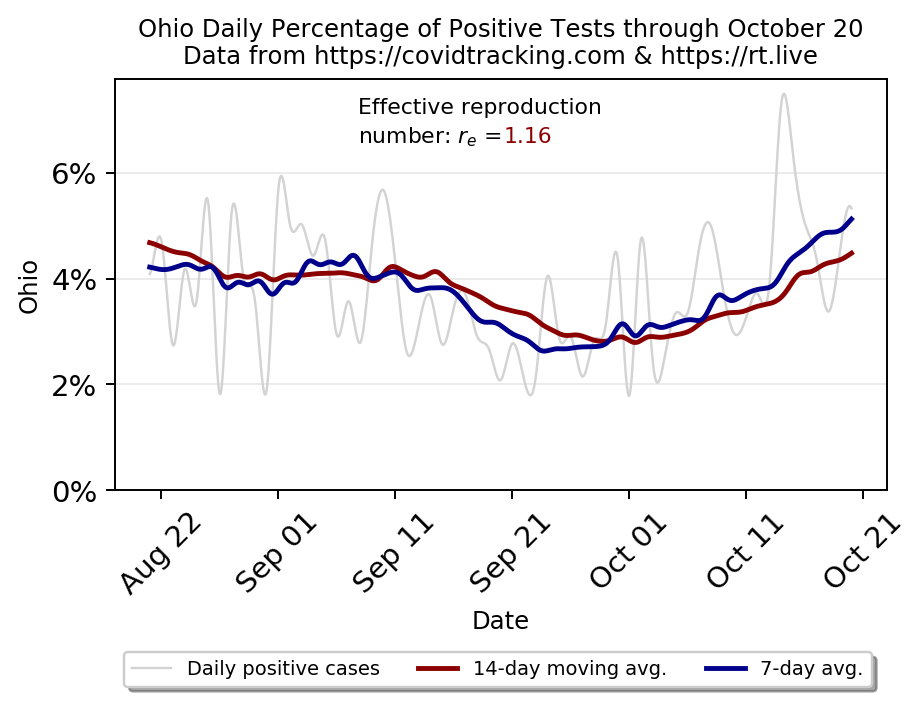 Ohio Daily Percentage of Positive Tests through October 20
Data from https://covidtracking.com & https://rt.live
Effective reproduction
number: rₑ =1.16
6%
4%
2%
0%
Ohio
Aug 22
Sep 01
Sep 11
Sep 21
Oct 01
Oct 11
Oct 21
Date
Daily positive cases
14-day moving avg.
7-day avg.